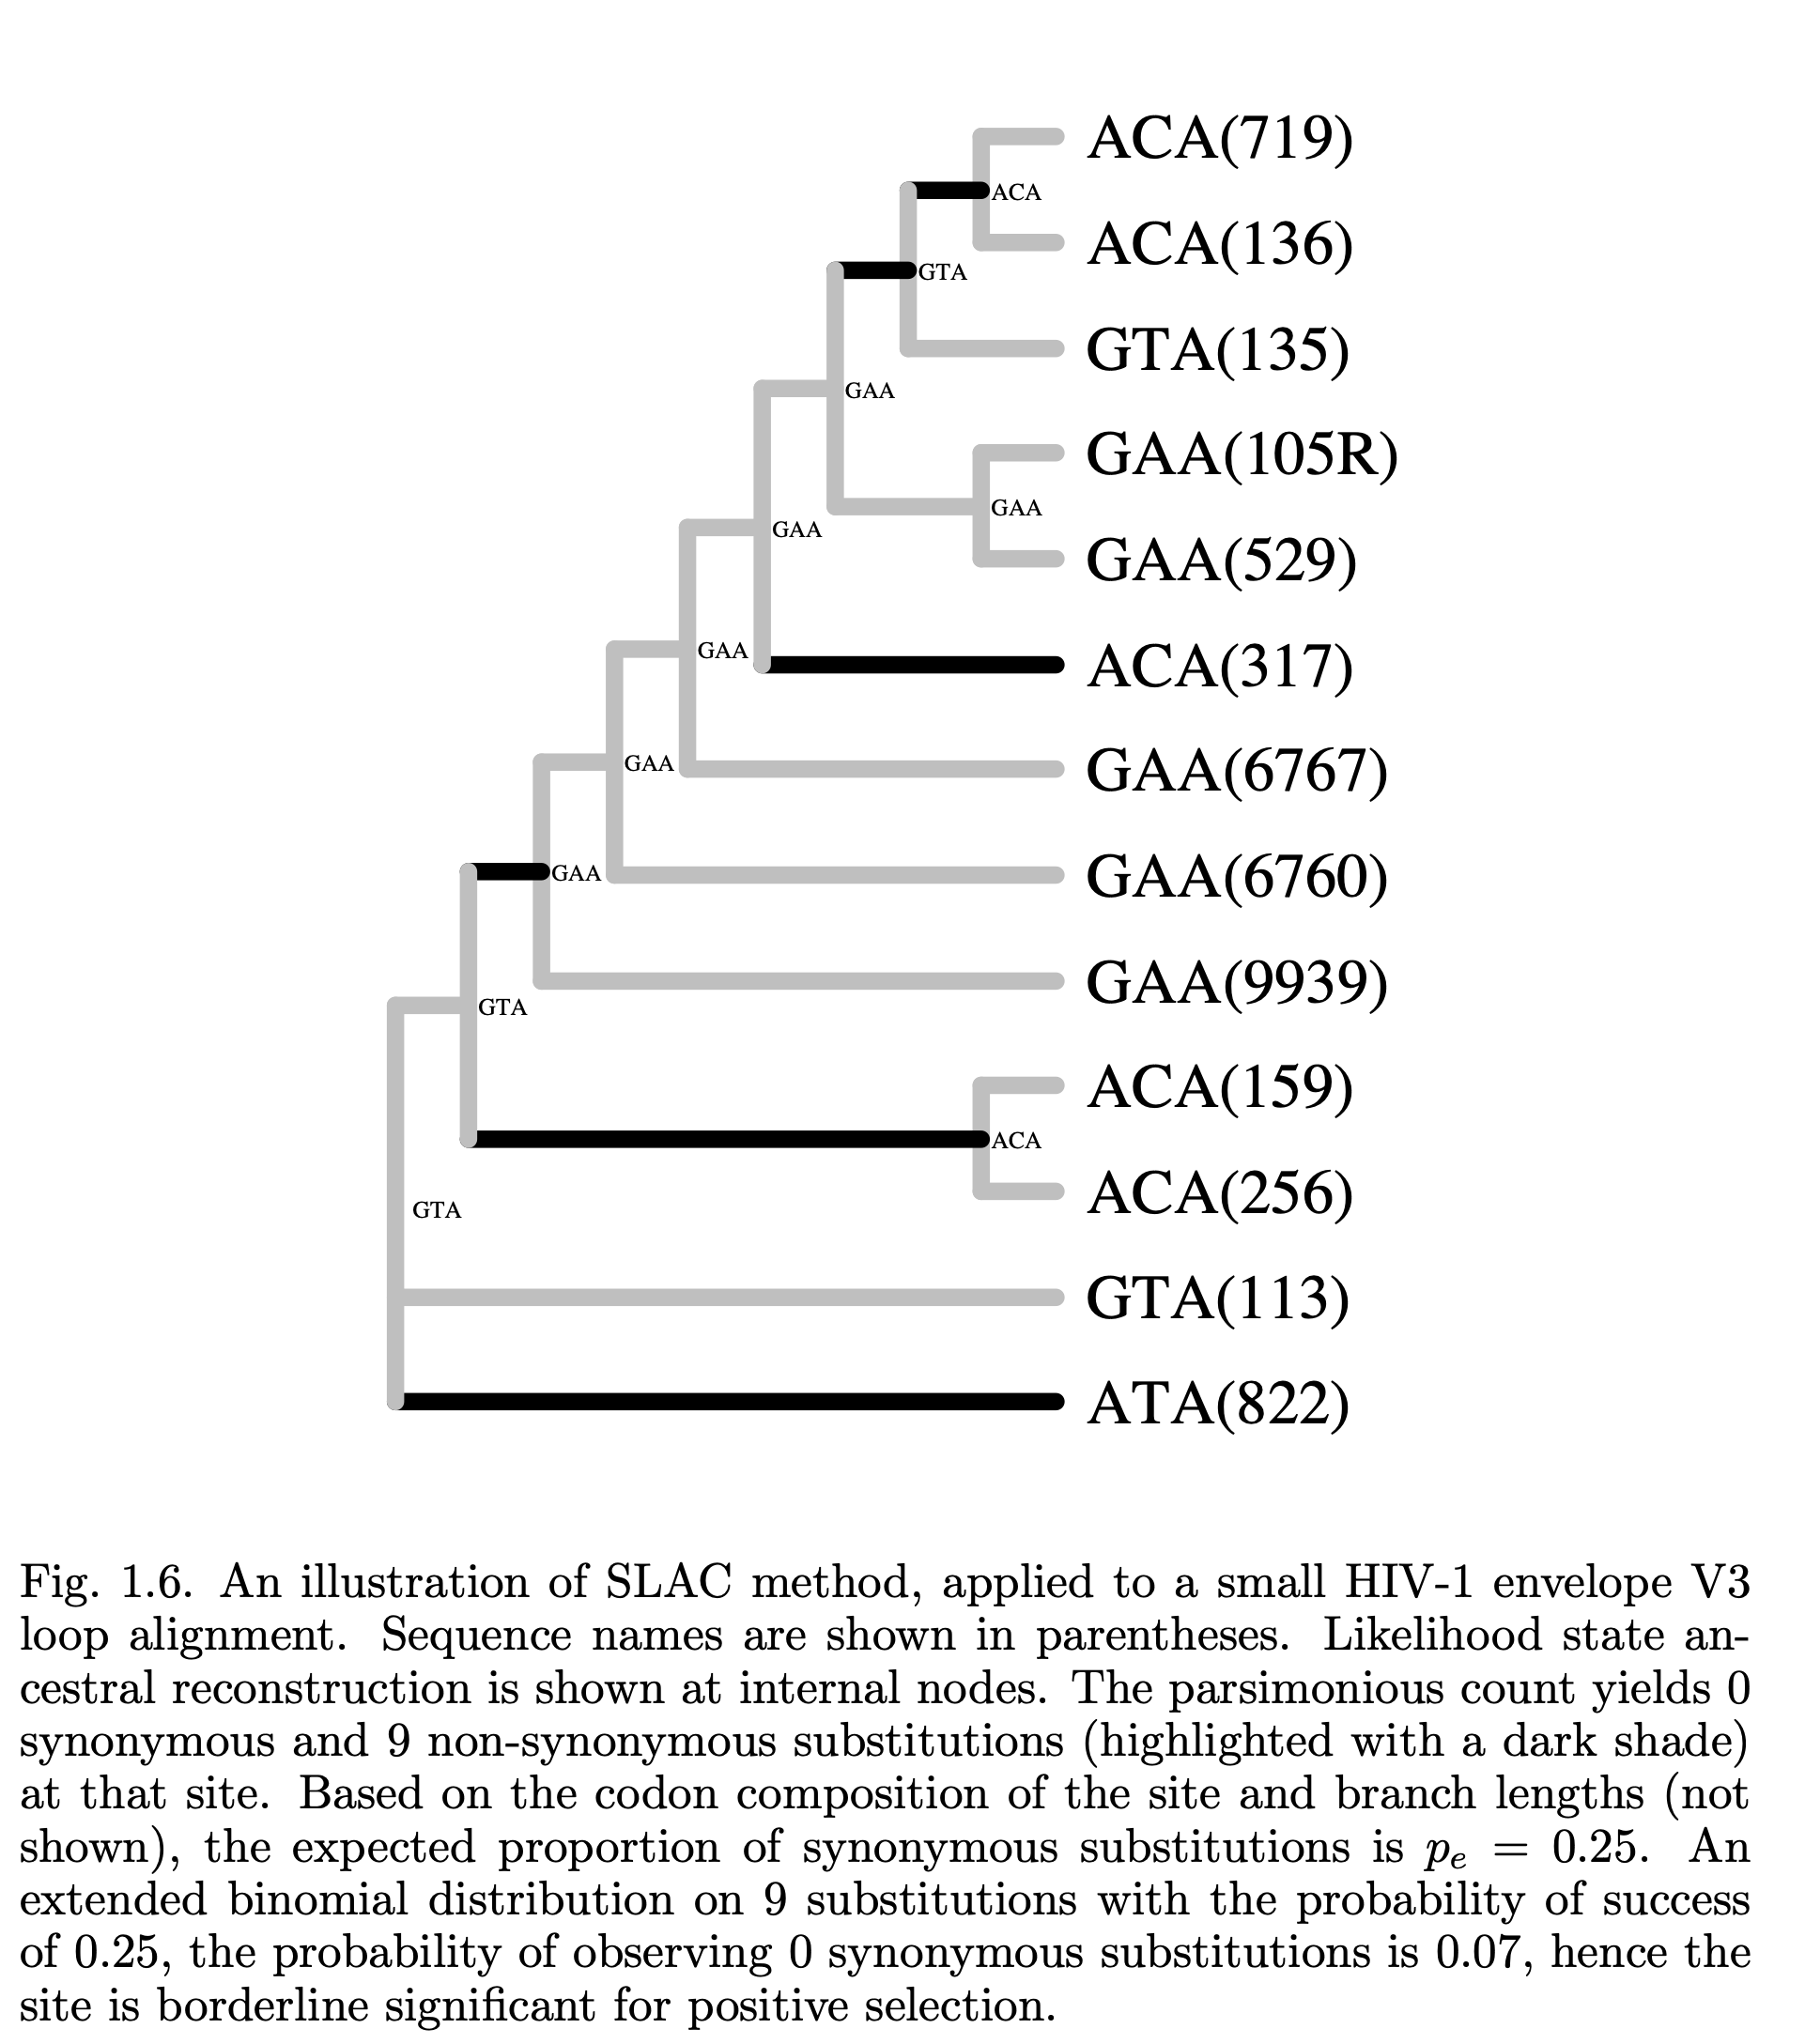 ACA(719)
ACA
ACA(136)
GTA
GTA(135)
GAA
GAA(105R)
GAA
GAA
GAA(529)
GAA
ACA(317)
GAA
GAA(6767)
GAA
GAA(6760)
GAA(9939)
GTA
ACA(159)
ACA
ACA(256)
GTA
GTA(113)
ATA(822)
Fig. 1.6. An illustration of SLAC method, applied to a small HIV-1 envelope V3
loop alignment. Sequence names are shown in parentheses. Likelihood state an-
cestral reconstruction is shown at internal nodes. The parsimonious count yields 0
synonymous and 9 non-synonymous substitutions (highlighted with a dark shade)
at that site. Based on the codon composition of the site and branch lengths (not
shown), the expected proportion of synonymous substitutions is pₑ = 0.25. An
extended binomial distribution on 9 substitutions with the probability of success
of 0.25, the probability of observing 0 synonymous substitutions is 0.07, hence the
site is borderline significant for positive selection.